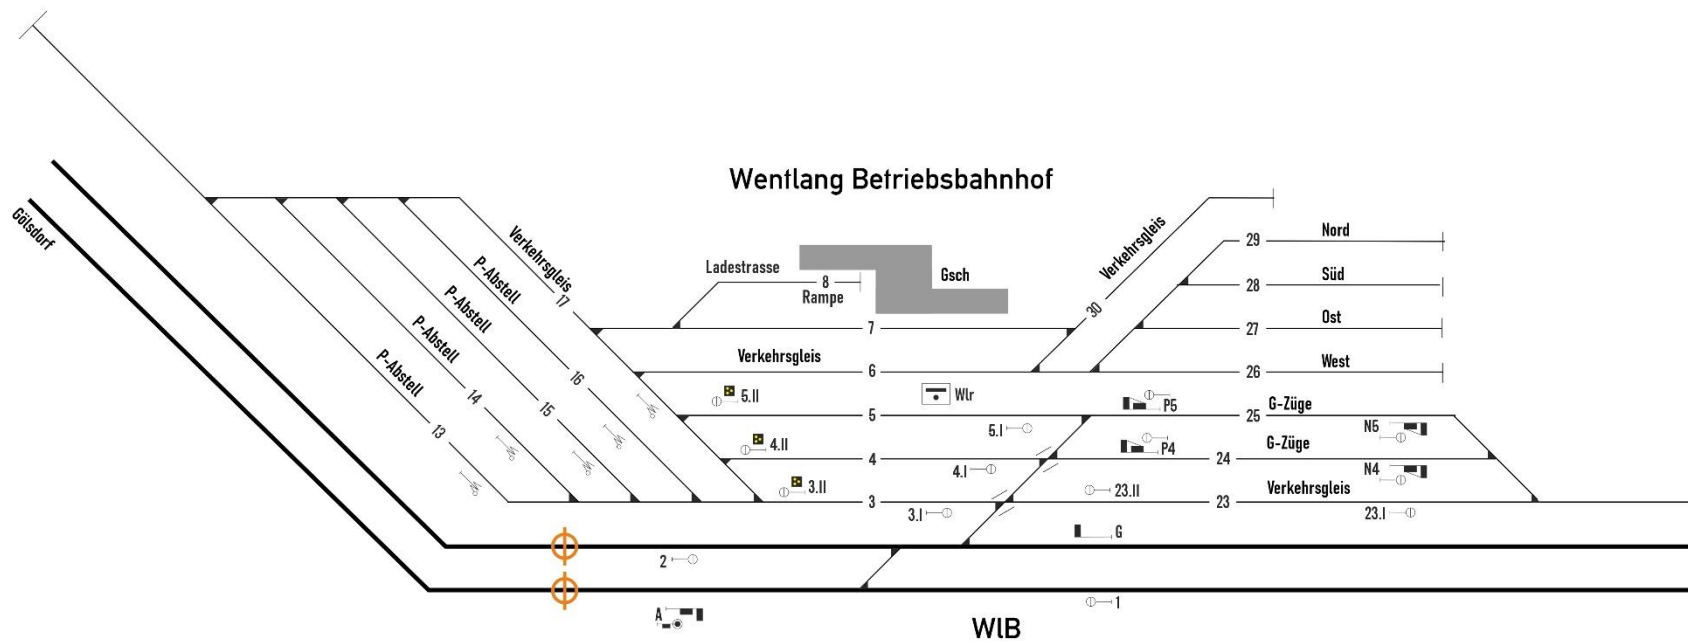 Wentlang Betriebsbahnhof
Gölsdorf
P-Abstell
13
P-Abstell
14
P-Abstell
15
P-Abstell
16
Verkehrsgleis
17
Ladestrasse
8
Rampe
Gsch
7
Verkehrsgleis
6
Verkehrsgleis
30
29
Nord
28
Süd
27
Ost
26
West
5.II
Wlr
P5
5
25
G-Züge
5.I
N5
4.II
P4
G-Züge
4
24
4.I
N4
3.II
23.II
Verkehrsgleis
3
23
3.I
23.I
G
2
A
1
WlB